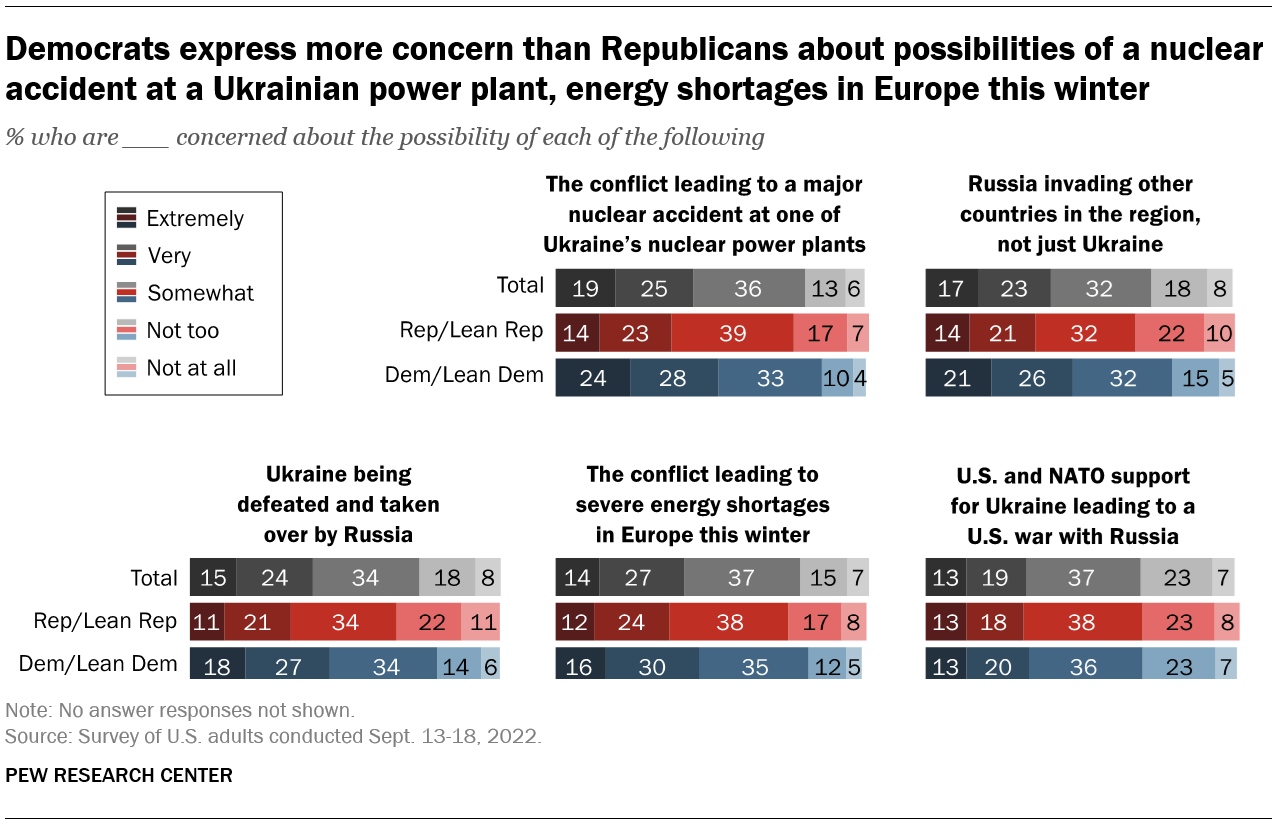 Democrats express more concern than Republicans about possibilities of a nuclear
accident at a Ukrainian power plant, energy shortages in Europe this winter
% who are ___ concerned about the possibility of each of the following
Extremely
Very
Somewhat
Not too
Not at all
The conflict leading to a major
nuclear accident at one of
Ukraine's nuclear power plants
Total 19 25 36 13 6
Rep/Lean Rep 14 23 39 17 7
Dem/Lean Dem 24 28 33 10 4
Russia invading other
countries in the region,
not just Ukraine
17 23 32 18 8
14 21 32 22 10
21 26 32 15 5
Ukraine being
defeated and taken
over by Russia
Total 15 24 34 18 8
Rep/Lean Rep 11 21 34 22 11
Dem/Lean Dem 18 27 34 14 6
The conflict leading to
severe energy shortages
in Europe this winter
14 27 37 15 7
12 24 38 17 8
16 30 35 12 5
U.S. and NATO support
for Ukraine leading to a
U.S. war with Russia
13 19 37 23 7
13 18 38 23 8
13 20 36 23 7
Note: No answer responses not shown.
Source: Survey of U.S. adults conducted Sept. 13-18, 2022.
PEW RESEARCH CENTER